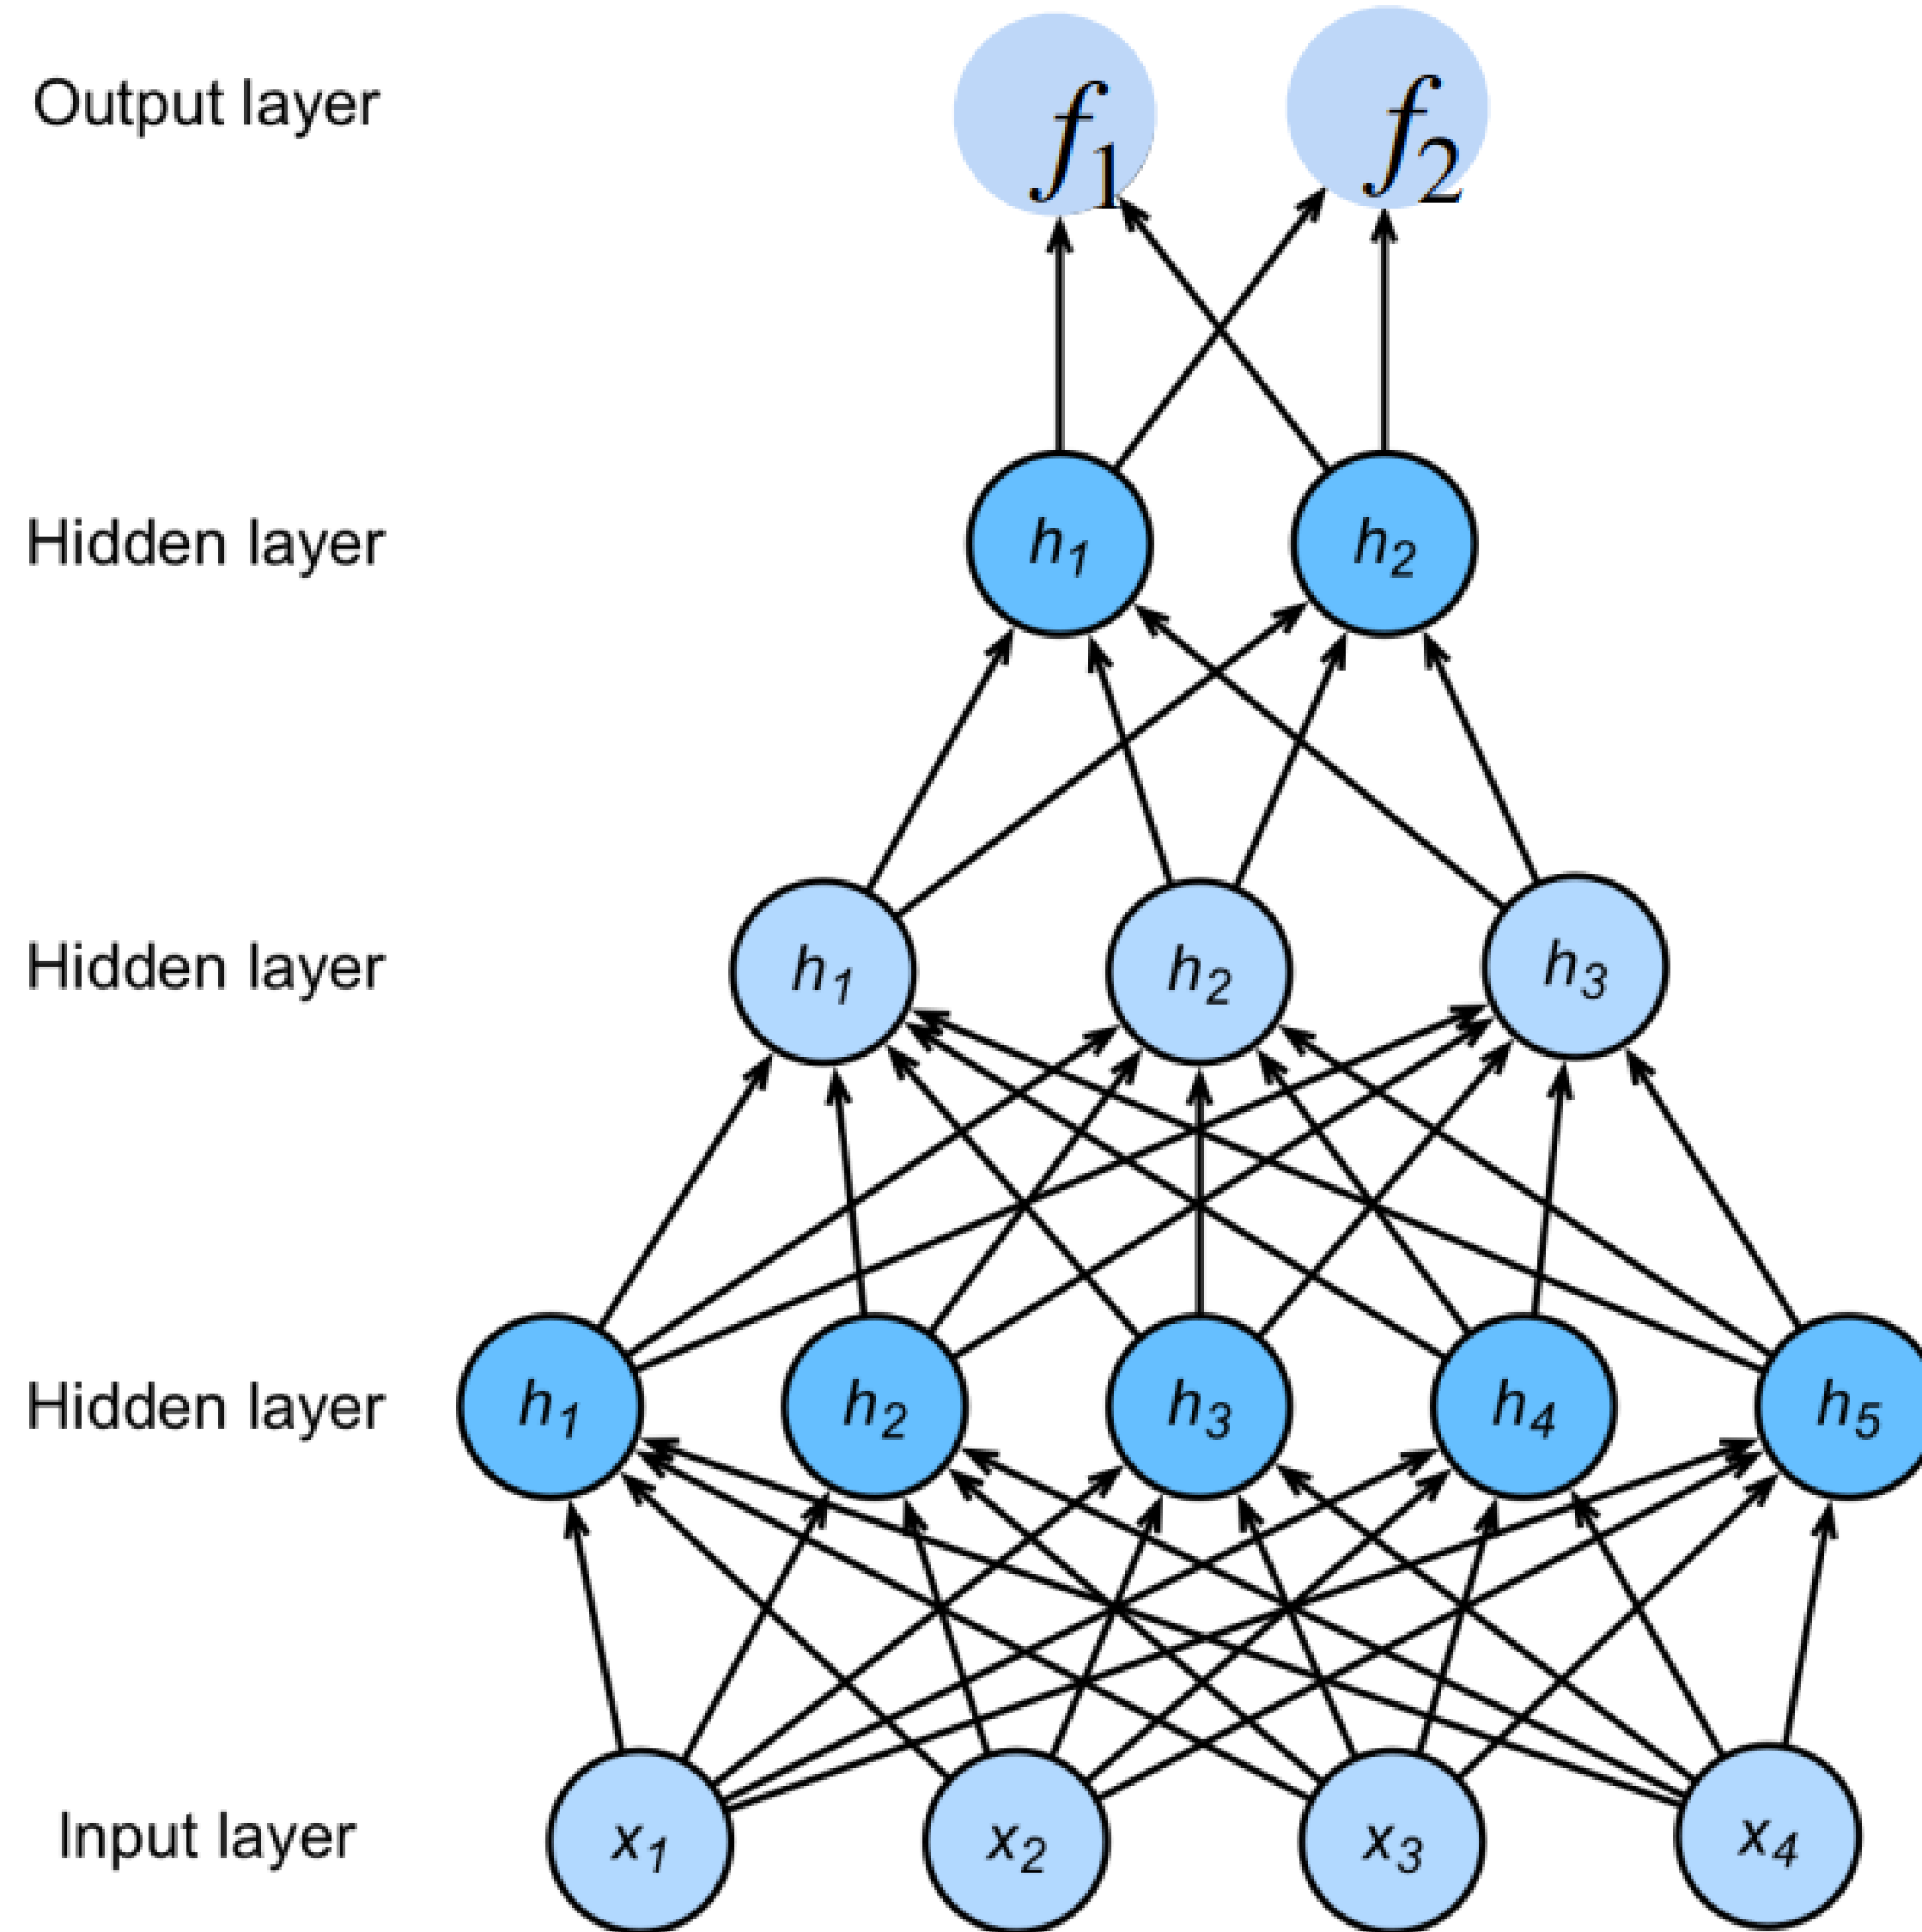 Output layer f₁ f₂
Hidden layer h₁ h₂
Hidden layer h₁ h₂ h₃
Hidden layer h₁ h₂ h₃ h₄ h₅
Input layer x₁ x₂ x₃ x₄